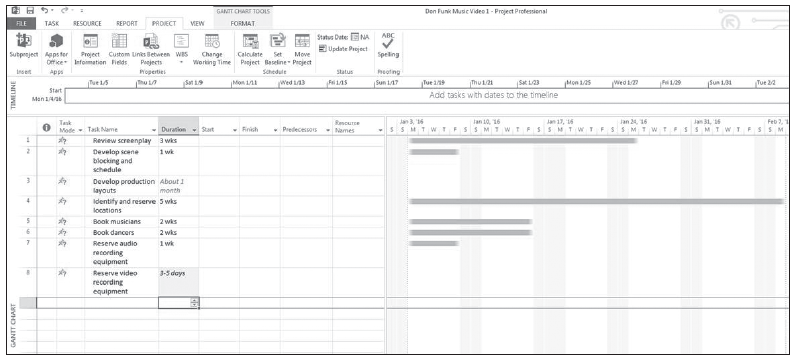 GANTT CHART TOOLS
Don Funk Music Video 1 - Project Professional
FILE TASK RESOURCE REPORT PROJECT VIEW FORMAT
Subproject
Apps for Office
Project Information
Custom Fields
Links Between Projects
WBS
Change Working Time
Calculate Project
Set Baseline
Move Project
Status Date: NA
Update Project
ABC
Spelling
Insert Apps Properties Schedule Status Proofing
TIMELINE
Tue 1/5 Thu 1/7 Sat 1/9 Mon 1/11 Wed 1/13 Fri 1/15 Sun 1/17 Tue 1/19 Thu 1/21 Sat 1/23 Mon 1/25 Wed 1/27 Fri 1/29 Sun 1/31 Tue 2/2
Start
Mon 1/4/16
Add tasks with dates to the timeline
Task Mode Task Name Duration Start Finish Predecessors Resource Names
Jan 3, '16 Jan 10, '16 Jan 17, '16 Jan 24, '16 Jan 31, '16 Feb 7, '1
S S M T W T F S S M T W T F S S M T W T F S S M T W T F S S M T W T F S S M
1 Review screenplay 3 wks
2 Develop scene 1 wk
blocking and
schedule
3 Develop production About 1
layouts month
4 Identify and reserve 5 wks
locations
5 Book musicians 2 wks
6 Book dancers 2 wks
7 Reserve audio 1 wk
recording
equipment
8 Reserve video 3-5 days
recording
equipment
GANTT CHART